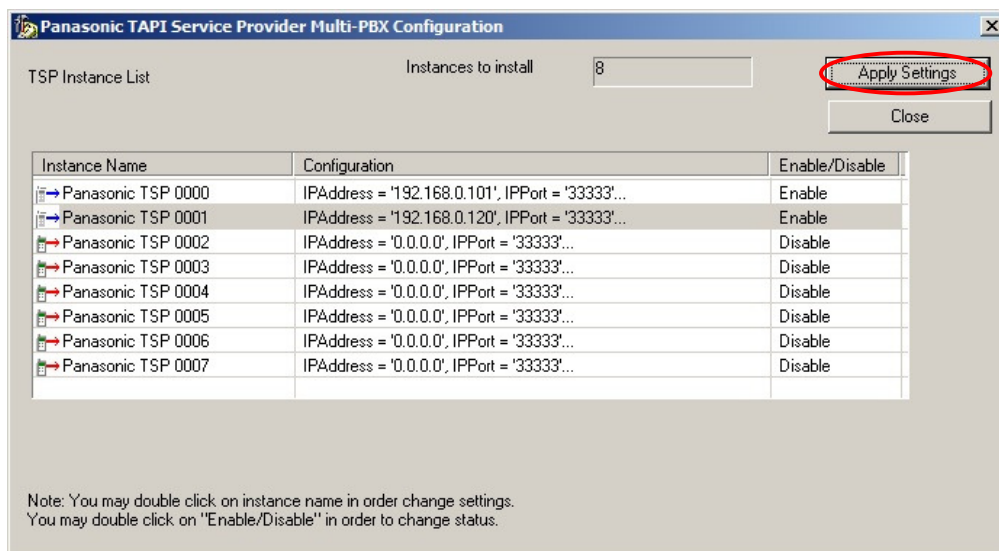 Panasonic TAPI Service Provider Multi-PBX Configuration
TSP Instance List
Instances to install 8
Apply Settings
Close
Instance Name Configuration Enable/Disable
Panasonic TSP 0000 IPAddress = '192.168.0.101', IPPort = '33333'... Enable
Panasonic TSP 0001 IPAddress = '192.168.0.120', IPPort = '33333'... Enable
Panasonic TSP 0002 IPAddress = '0.0.0.0', IPPort = '33333'... Disable
Panasonic TSP 0003 IPAddress = '0.0.0.0', IPPort = '33333'... Disable
Panasonic TSP 0004 IPAddress = '0.0.0.0', IPPort = '33333'... Disable
Panasonic TSP 0005 IPAddress = '0.0.0.0', IPPort = '33333'... Disable
Panasonic TSP 0006 IPAddress = '0.0.0.0', IPPort = '33333'... Disable
Panasonic TSP 0007 IPAddress = '0.0.0.0', IPPort = '33333'... Disable
Note: You may double click on instance name in order change settings.
You may double click on "Enable/Disable" in order to change status.